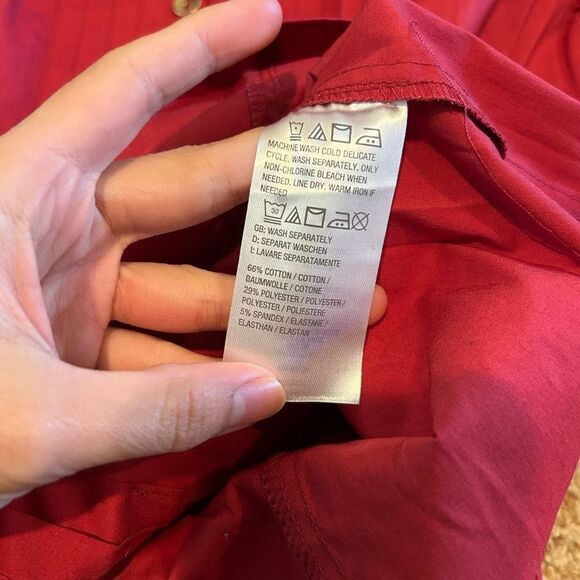 MACHINE WASH COLD DELICATE
CYCLE. WASH SEPARATELY. ONLY
NON-CHLORINE BLEACH WHEN
NEEDED. LINE DRY. WARM IRON IF
NEEDED
30
GB: WASH SEPARATELY
D: SEPARAT WASCHEN
I: LAVARE SEPARATAMENTE
66% COTTON / COTTON /
BAUMWOLLE / COTONE
29% POLYESTER / POLYESTER /
POLYESTER / POLIESTERE
5% SPANDEX / ELASTANE /
ELASTHAN / ELASTAN